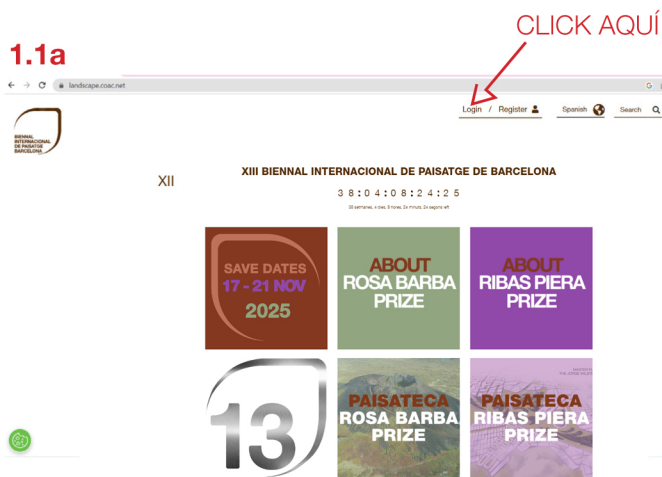 CLICK AQUÍ
1.1a
landscape.coac.net
Login / Register
Spanish
Search
BIENNAL
INTERNACIONAL
DE PAISATGE
BARCELONA
XII
XIII BIENNAL INTERNACIONAL DE PAISATGE DE BARCELONA
38:04:08:24:25
SAVE DATES
17 - 21 NOV
2025
ABOUT
ROSA BARBA
PRIZE
ABOUT
RIBAS PIERA
PRIZE
13
PAISATECA
ROSA BARBA
PRIZE
PAISATECA
RIBAS PIERA
PRIZE